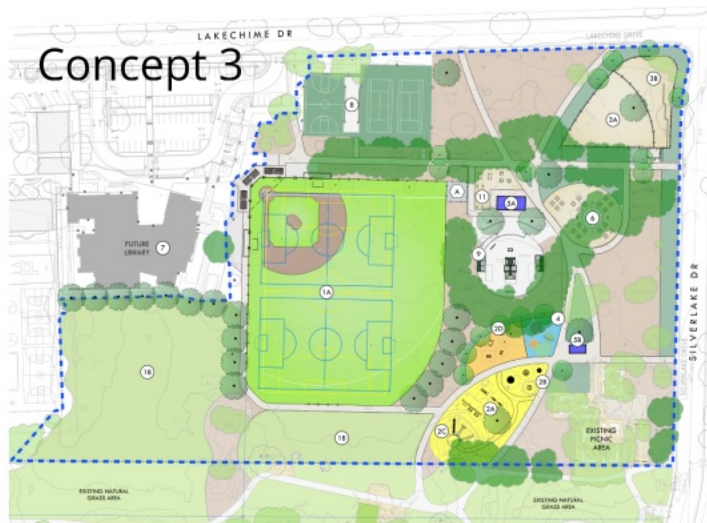 LAKECHIME DR
LAKECHIME DRIVE
Concept 3
3B
3A
8
A
11
5A
6
FUTURE
LIBRARY
7
9
SILVERLAKE DR
1A
2D
4
5B
1B
2B
2A
2C
1B
EXISTING
PICNIC
AREA
EXISTING NATURAL
GRASS AREA
EXISTING NATURAL
GRASS AREA